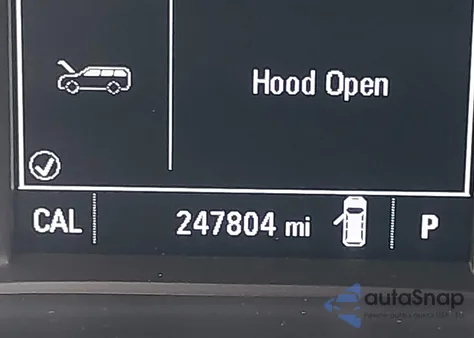 Hood Open
CAL
247804 mi
P
autoSnap